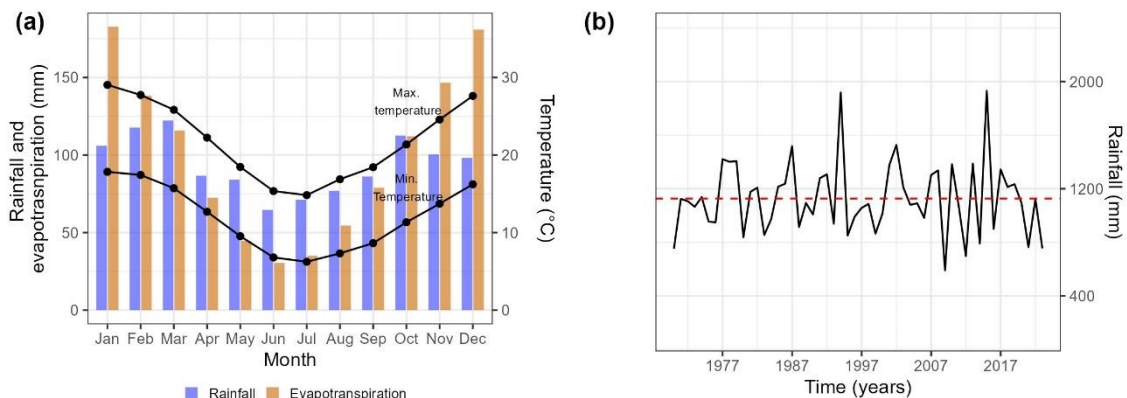 (a)
Rainfall and
evapotrasnpiration (mm)
150
100
50
0
Max.
temperature
Min.
Temperature
30
20
10
0
Temperature (°C)
Jan Feb Mar Apr May Jun Jul Aug Sep Oct Nov Dec
Month
Rainfall Evapotranspiration
(b)
2000
1200
400
Rainfall (mm)
1977 1987 1997 2007 2017
Time (years)